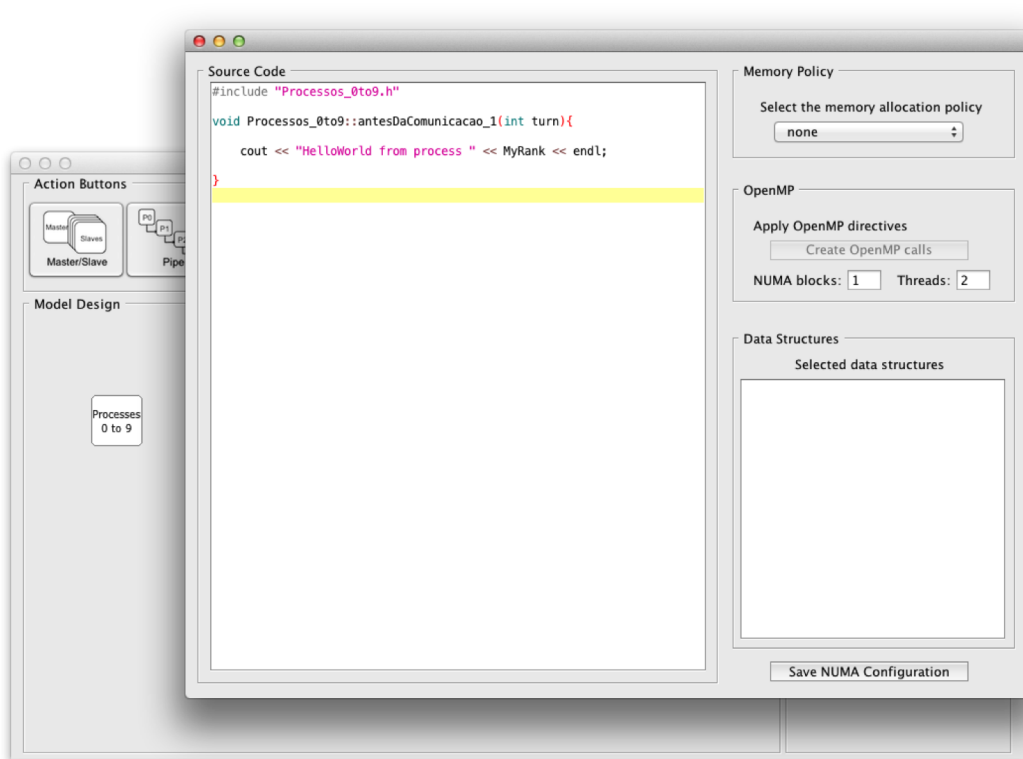 Source Code
#include "Processos_0to9.h"
void Processos_0to9::antesDaComunicacao_1(int turn){
cout << "HelloWorld from process " << MyRank << endl;
}
Memory Policy
Select the memory allocation policy
none
OpenMP
Apply OpenMP directives
Create OpenMP calls
NUMA blocks: 1 Threads: 2
Data Structures
Selected data structures
Save NUMA Configuration
Action Buttons
Master
Slaves
Master/Slave
P0
P1
Pipe
Model Design
Processes
0 to 9